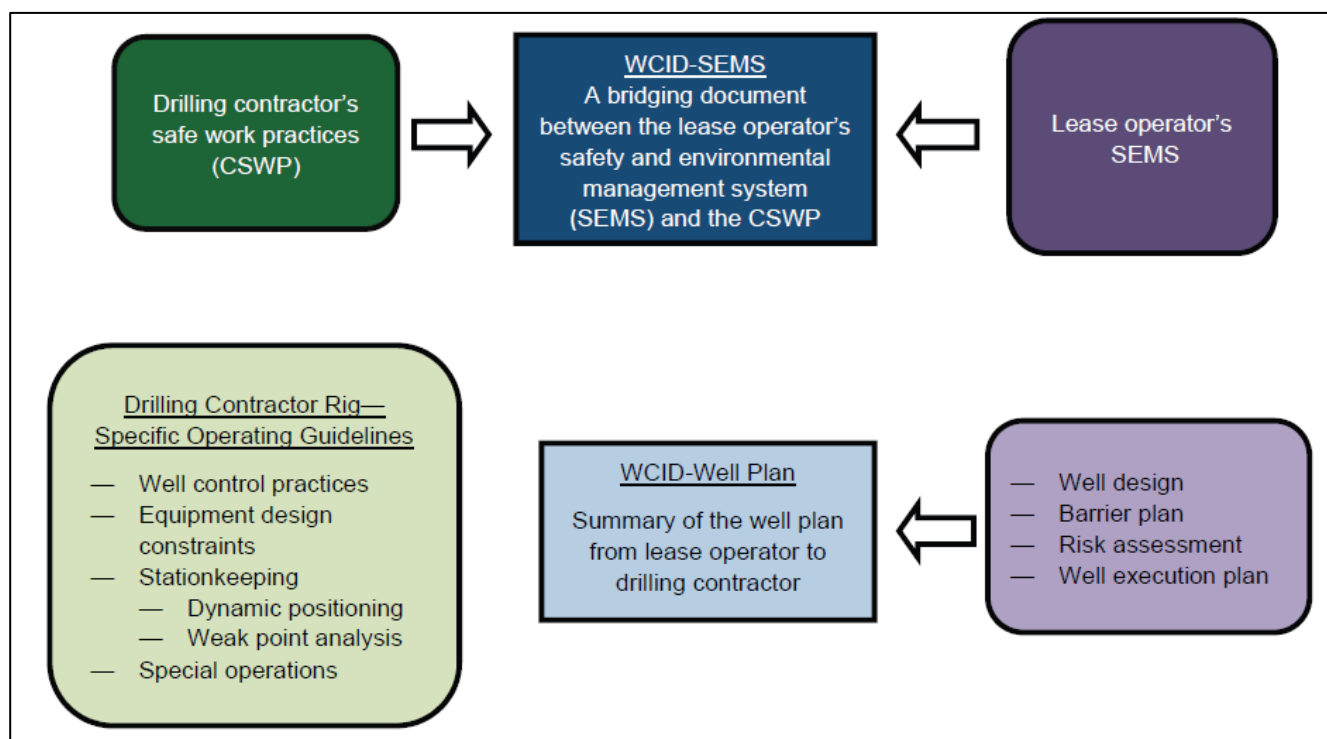 Drilling contractor's
safe work practices
(CSWP)
WCID-SEMS
A bridging document
between the lease operator's
safety and environmental
management system
(SEMS) and the CSWP
Lease operator's
SEMS
Drilling Contractor Rig—
Specific Operating Guidelines
— Well control practices
— Equipment design
constraints
— Stationkeeping
— Dynamic positioning
— Weak point analysis
— Special operations
WCID-Well Plan
Summary of the well plan
from lease operator to
drilling contractor
— Well design
— Barrier plan
— Risk assessment
— Well execution plan